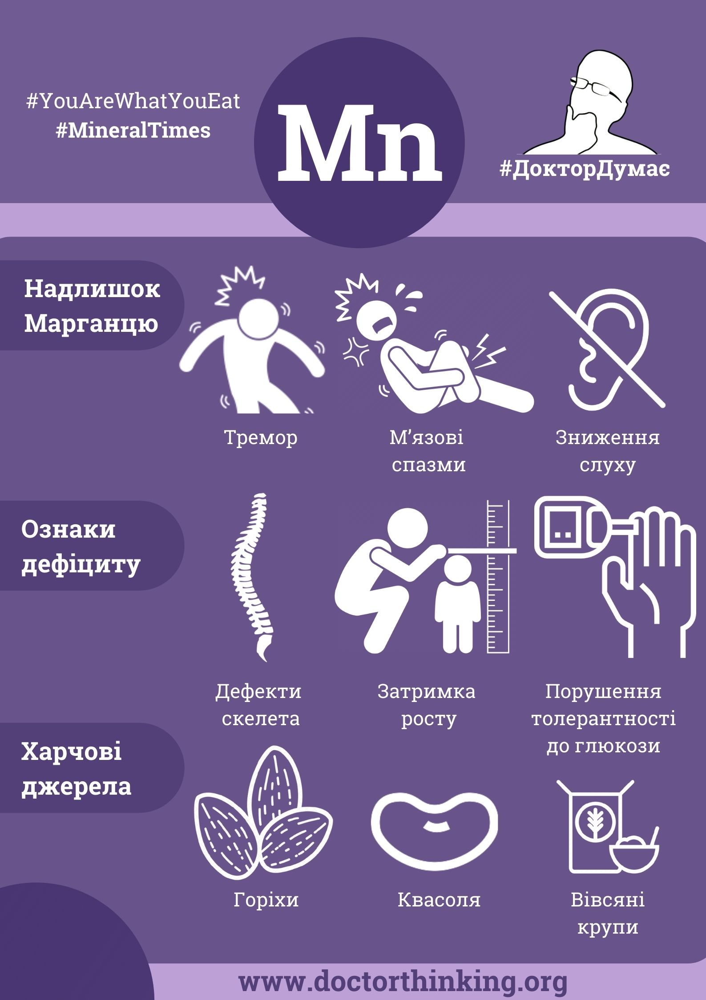 #YouAreWhatYouEat
#MineralTimes
Mn
#ДокторДумає
Надлишок
Марганцю
Тремор
М’язові
спазми
Зниження
слуху
Ознаки
дефіциту
Дефекти
скелета
Затримка
росту
Порушення
толерантності
до глюкози
Харчові
джерела
Горіхи
Квасоля
Вівсяні
крупи
www.doctorthinking.org